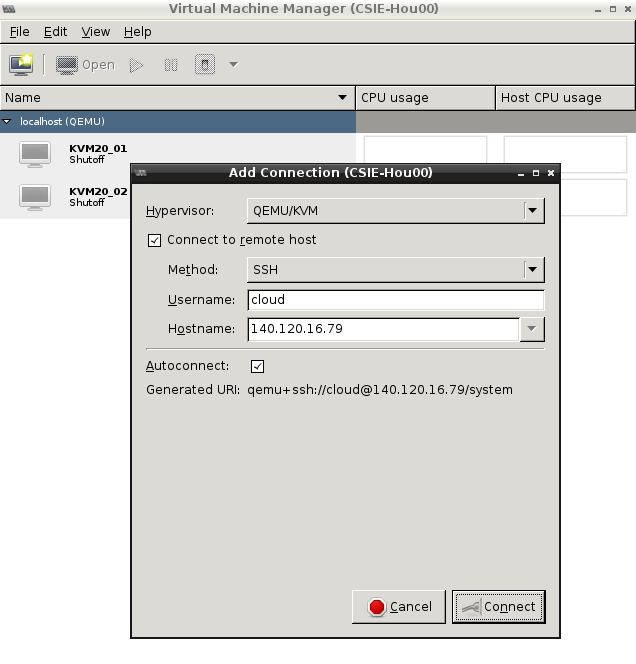 Virtual Machine Manager (CSIE-Hou00)
File Edit View Help
Open
Name CPU usage Host CPU usage
localhost (QEMU)
KVM20_01
Shutoff
KVM20_02
Shutoff
Add Connection (CSIE-Hou00)
Hypervisor: QEMU/KVM
Connect to remote host
Method: SSH
Username: cloud
Hostname: 140.120.16.79
Autoconnect:
Generated URI: qemu+ssh://cloud@140.120.16.79/system
Cancel Connect